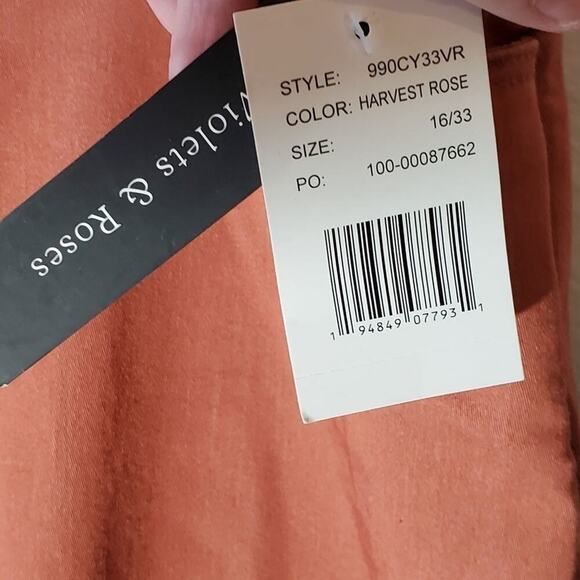 Violets & Roses
STYLE: 990CY33VR
COLOR: HARVEST ROSE
SIZE: 16/33
PO: 100-00087662
1 94849 07793 1